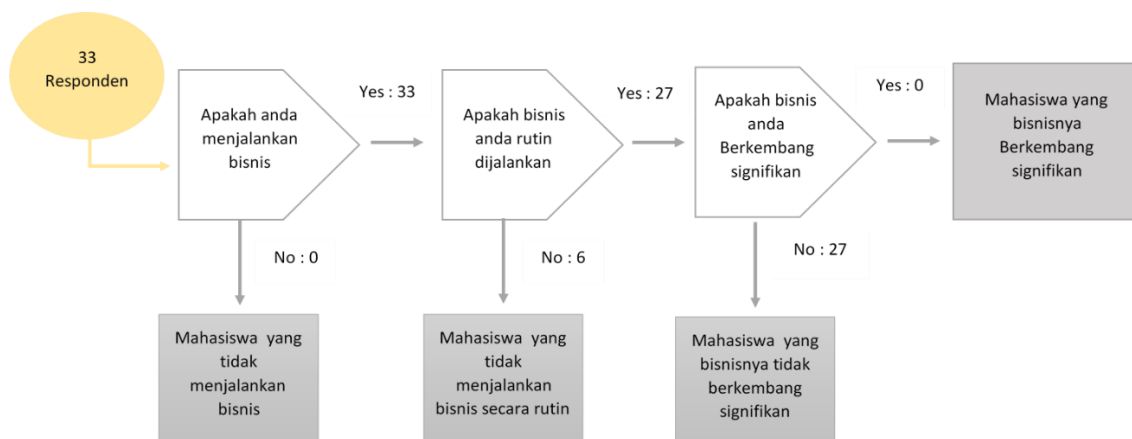 33
Responden
Apakah anda
menjalankan
bisnis
Yes : 33
Apakah bisnis
anda rutin
dijalankan
Yes : 27
Apakah bisnis
anda
Berkembang
signifikan
Yes : 0
Mahasiswa yang
bisnisnya
Berkembang
signifikan
No : 0
No : 6
No : 27
Mahasiswa yang
tidak
menjalankan
bisnis
Mahasiswa yang
tidak
menjalankan
bisnis secara rutin
Mahasiswa yang
bisnisnya tidak
berkembang
signifikan